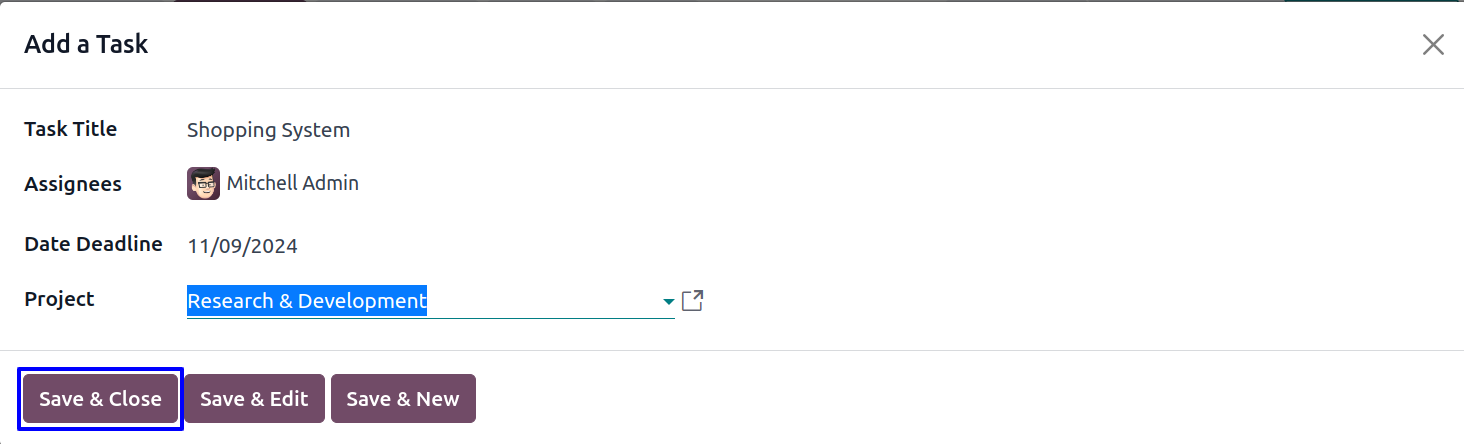 Add a Task
Task Title Shopping System
Assignees Mitchell Admin
Date Deadline 11/09/2024
Project Research & Development
Save & Close Save & Edit Save & New